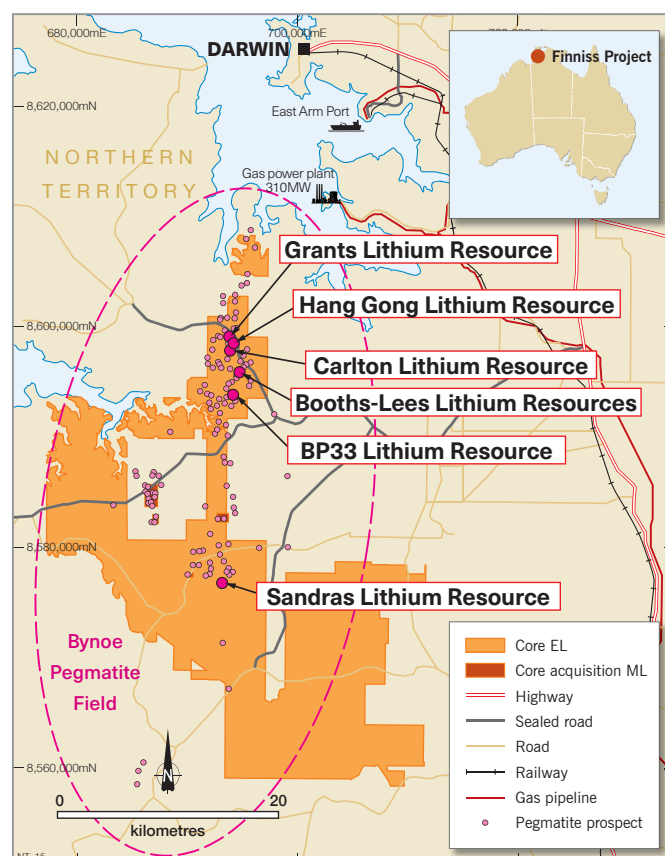 680,000mE
700,000mE
DARWIN
Finniss Project
8,620,000mN
East Arm Port
NORTHERN
TERRITORY
Gas power plant
310MW
Grants Lithium Resource
Hang Gong Lithium Resource
8,600,000mN
Carlton Lithium Resource
Booths-Lees Lithium Resources
BP33 Lithium Resource
8,580,000mN
Sandras Lithium Resource
Bynoe
Pegmatite
Field
Core EL
Core acquisition ML
Highway
Sealed road
Road
Railway
Gas pipeline
Pegmatite prospect
N
8,560,000mN
0 20
kilometres